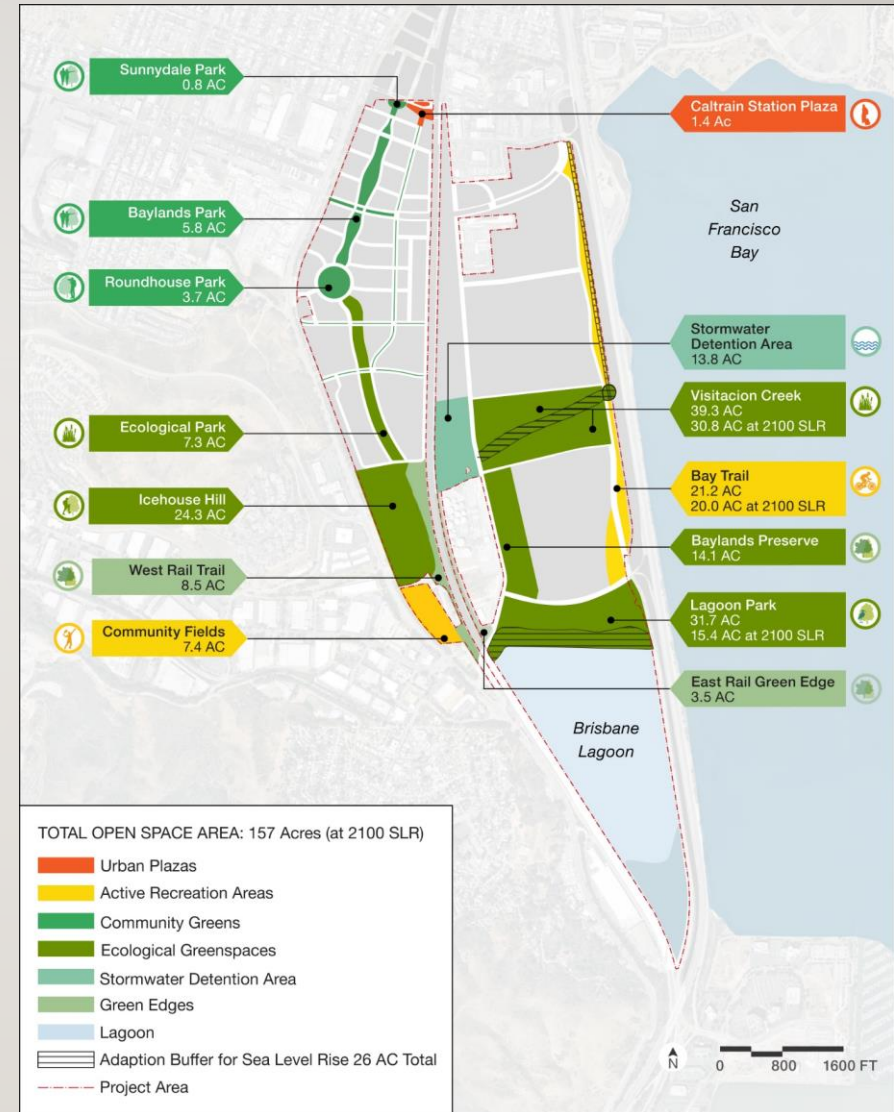 Sunnydale Park
0.8 AC
Baylands Park
5.8 AC
Roundhouse Park
3.7 AC
Ecological Park
7.3 AC
Icehouse Hill
24.3 AC
West Rail Trail
8.5 AC
Community Fields
7.4 AC
Caltrain Station Plaza
1.4 Ac
San
Francisco
Bay
Stormwater
Detention Area
13.8 AC
Visitacion Creek
39.3 AC
30.8 AC at 2100 SLR
Bay Trail
21.2 AC
20.0 AC at 2100 SLR
Baylands Preserve
14.1 AC
Lagoon Park
31.7 AC
15.4 AC at 2100 SLR
East Rail Green Edge
3.5 AC
Brisbane
Lagoon
TOTAL OPEN SPACE AREA: 157 Acres (at 2100 SLR)
Urban Plazas
Active Recreation Areas
Community Greens
Ecological Greenspaces
Stormwater Detention Area
Green Edges
Lagoon
Adaption Buffer for Sea Level Rise 26 AC Total
Project Area
N
0 800 1600 FT